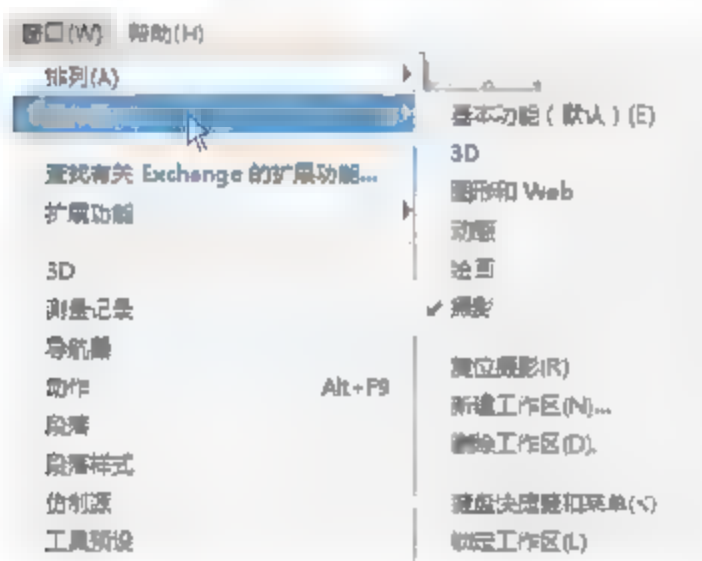 窗口(W) 帮助(H)
排列(A)
查找有关 Exchange 的扩展功能...
扩展功能
3D
测量记录
导航器
动作 Alt+F9
段落
段落样式
仿制源
工具预设
基本功能(默认)(E)
3D
图形和 Web
动感
绘画
摄影
复位摄影(R)
新建工作区(N)...
删除工作区(D)...
键盘快捷键和菜单(K)
锁定工作区(L)